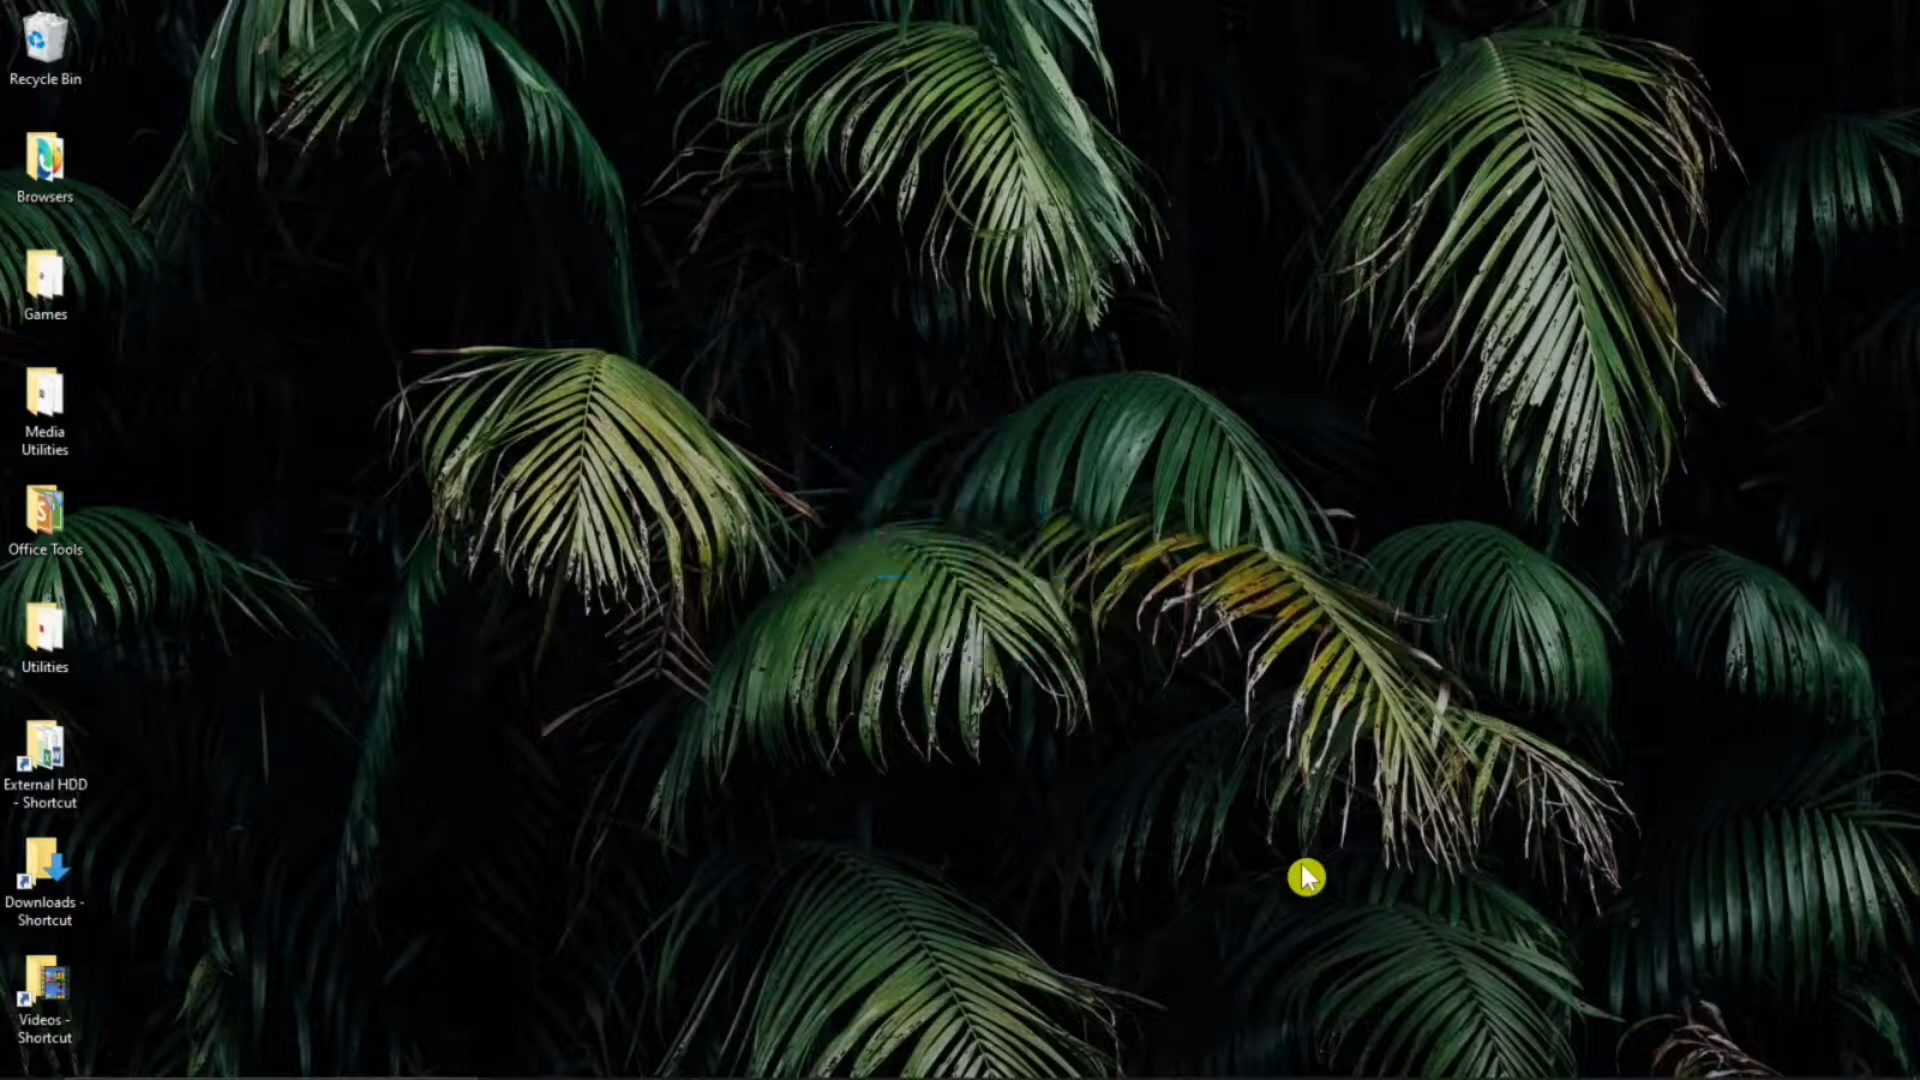 Recycle Bin
Browsers
Games
Media
Utilities
Office Tools
Utilities
External HDD
- Shortcut
Downloads -
Shortcut
Videos -
Shortcut